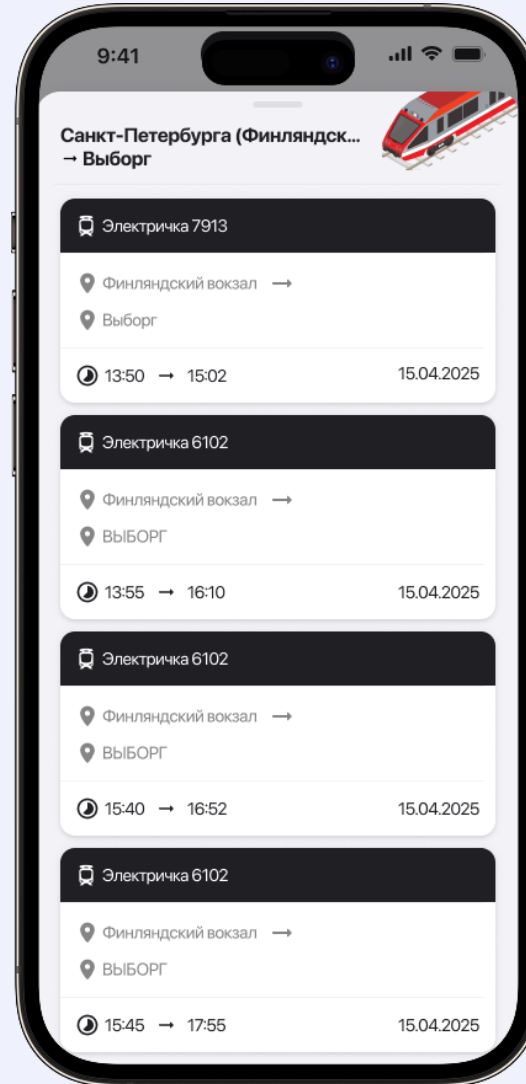 9:41
Санкт-Петербурга (Финляндск...
→ Выборг
Электричка 7913
Финляндский вокзал →
Выборг
13:50 → 15:02 15.04.2025
Электричка 6102
Финляндский вокзал →
ВЫБОРГ
13:55 → 16:10 15.04.2025
Электричка 6102
Финляндский вокзал →
ВЫБОРГ
15:40 → 16:52 15.04.2025
Электричка 6102
Финляндский вокзал →
ВЫБОРГ
15:45 → 17:55 15.04.2025